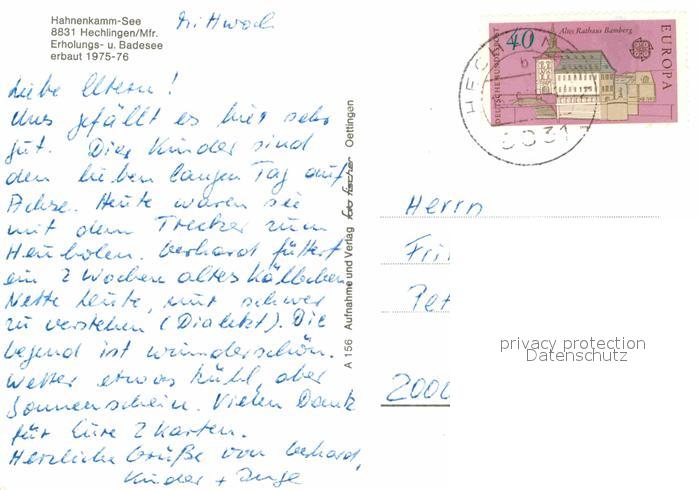 Hahnenkamm-See
8831 Hechlingen/Mfr.
Erholungs- u. Badesee
erbaut 1975-76
Mittwoch
Liebe Eltern!
Uns gefällt es hier sehr
gut. Die Kinder sind
den lieben langen Tag auf
Achse. Heute waren sie
mit dem Trecker zum
Heuholen. Gerhard füttert
ein 2 Wochen altes Kälbchen.
Nette Leute, nur schwer
zu verstehen (Dialekt). Die
Gegend ist wunderschön.
Wetter etwas kühl, aber
Sonnenschein. Vielen Dank
für Eure 2 Karten.
Herzliche Grüße von Gerhard,
Kinder + Inge
A 156 Aufnahme und Verlag foto fischer Oettingen
DEUTSCHE BUNDESPOST
40
Altes Rathaus Bamberg
EUROPA
Herrn
Pet
2000
privacy protection
Datenschutz